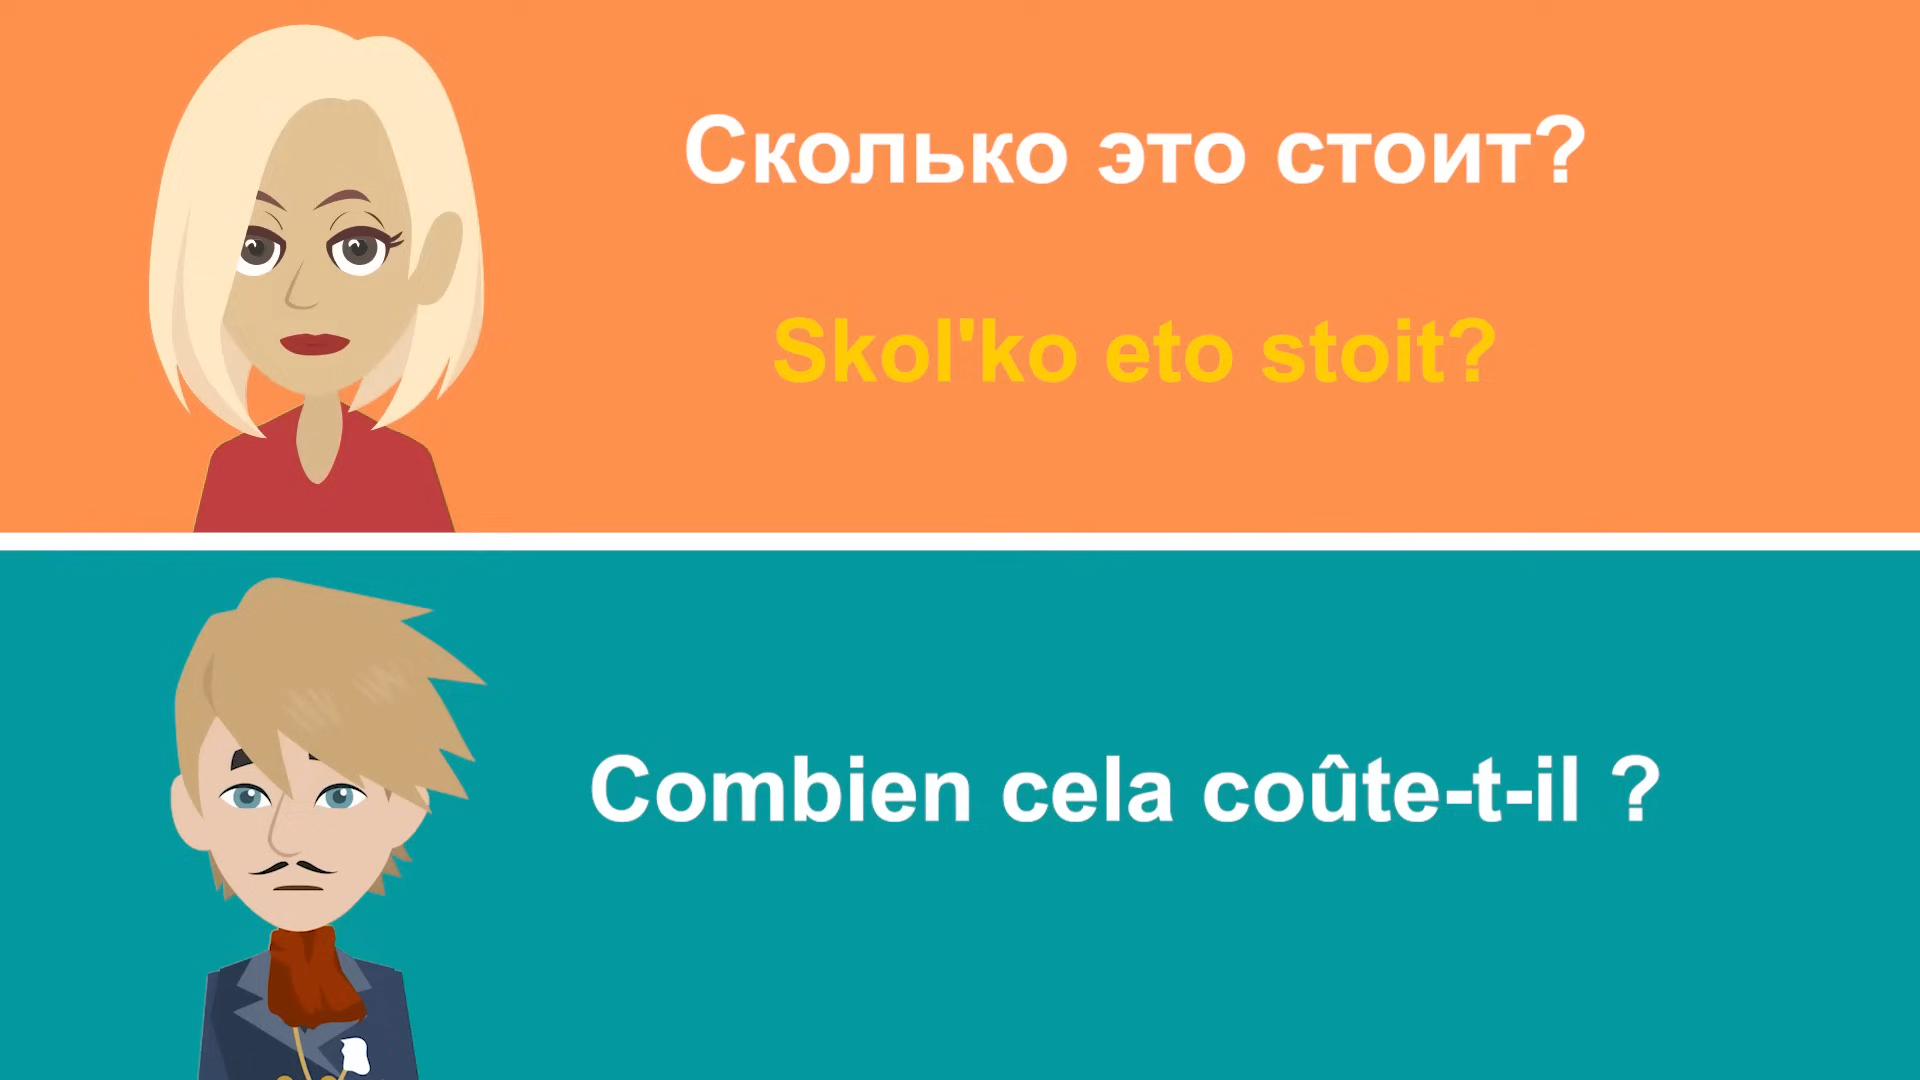 Сколько это стоит?
Skol'ko eto stoit?
Combien cela coûte-t-il ?